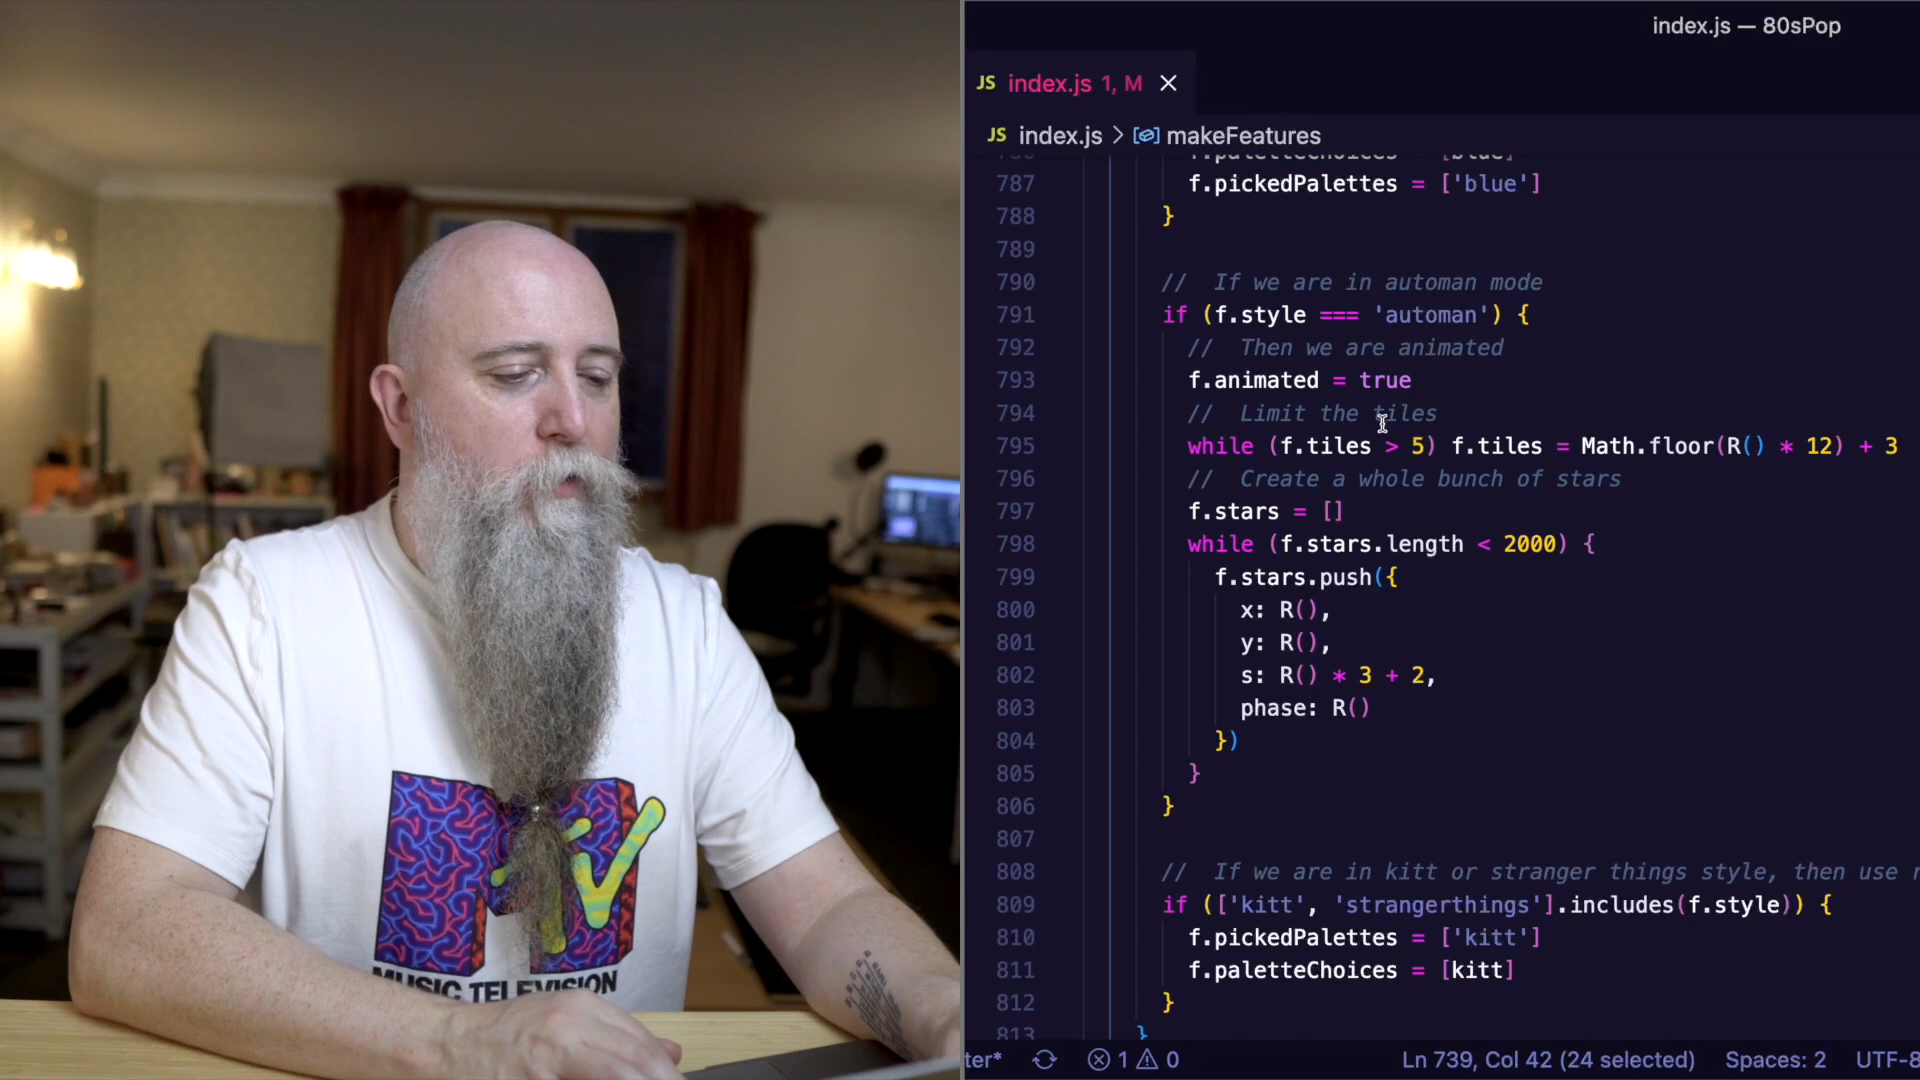 index.js — 80sPop
JS index.js 1, M
JS index.js > makeFeatures
787 f.pickedPalettes = ['blue']
788 }
789
790 // If we are in automan mode
791 if (f.style === 'automan') {
792 // Then we are animated
793 f.animated = true
794 // Limit the tiles
795 while (f.tiles > 5) f.tiles = Math.floor(R() * 12) + 3
796 // Create a whole bunch of stars
797 f.stars = []
798 while (f.stars.length < 2000) {
799 f.stars.push({
800 x: R(),
801 y: R(),
802 s: R() * 3 + 2,
803 phase: R()
804 })
805 }
806 }
807
808 // If we are in kitt or stranger things style, then use
809 if (['kitt', 'strangerthings'].includes(f.style)) {
810 f.pickedPalettes = ['kitt']
811 f.paletteChoices = [kitt]
812 }
813 }
ter* 1 0 Ln 739, Col 42 (24 selected) Spaces: 2 UTF-8
MTV
MUSIC TELEVISION